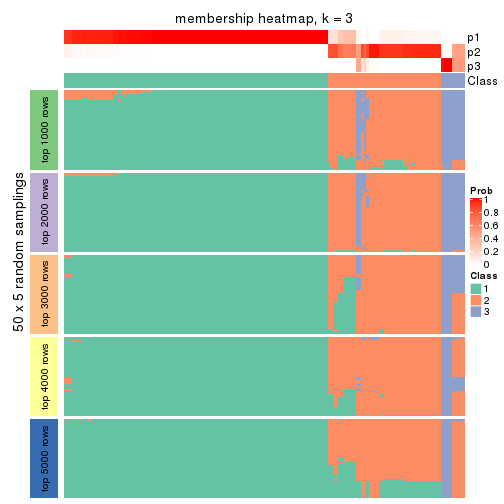 membership heatmap, k = 3
p1
p2
p3
Class
50 x 5 random samplings
top 1000 rows
top 2000 rows
top 3000 rows
top 4000 rows
top 5000 rows
Prob
1
0.8
0.6
0.4
0.2
0
Class
1
2
3